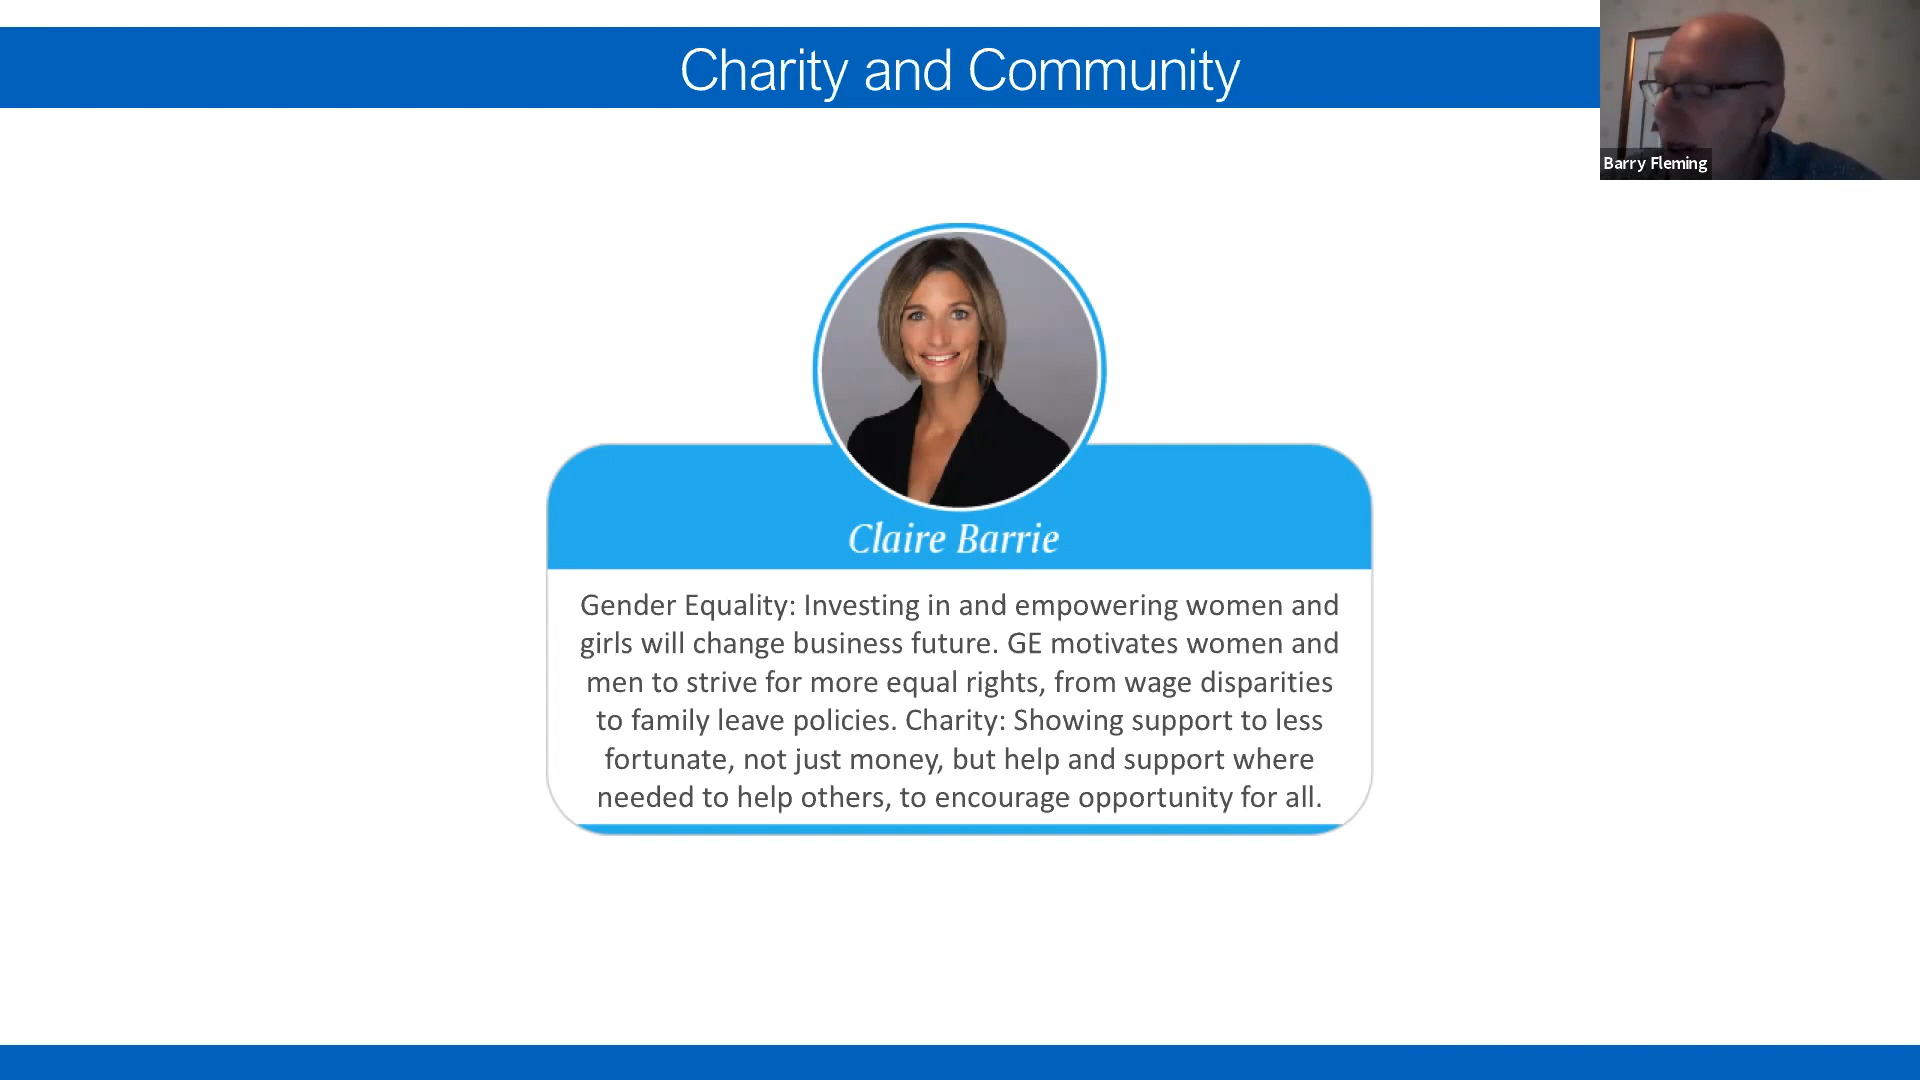 Charity and Community
Barry Fleming
Claire Barrie
Gender Equality: Investing in and empowering women and
girls will change business future. GE motivates women and
men to strive for more equal rights, from wage disparities
to family leave policies. Charity: Showing support to less
fortunate, not just money, but help and support where
needed to help others, to encourage opportunity for all.